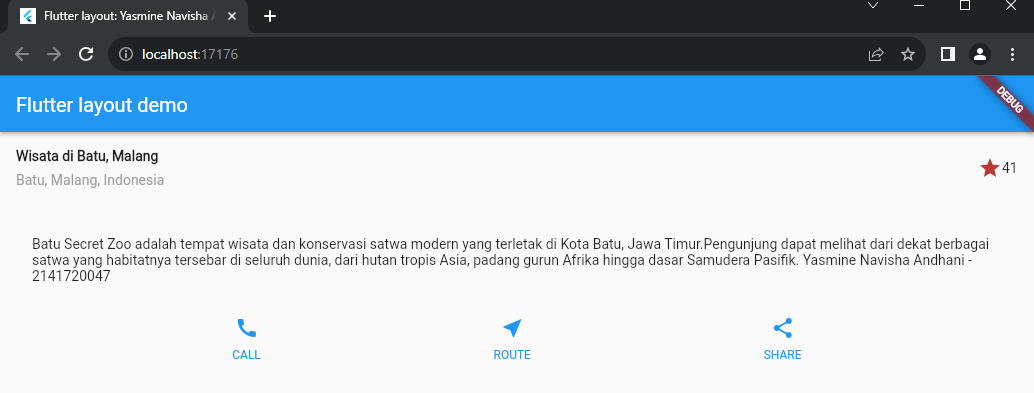 Flutter layout: Yasmine Navisha A
localhost:17176
Flutter layout demo
DEBUG
Wisata di Batu, Malang
Batu, Malang, Indonesia
41
Batu Secret Zoo adalah tempat wisata dan konservasi satwa modern yang terletak di Kota Batu, Jawa Timur.Pengunjung dapat melihat dari dekat berbagai
satwa yang habitatnya tersebar di seluruh dunia, dari hutan tropis Asia, padang gurun Afrika hingga dasar Samudera Pasifik. Yasmine Navisha Andhani -
2141720047
CALL
ROUTE
SHARE